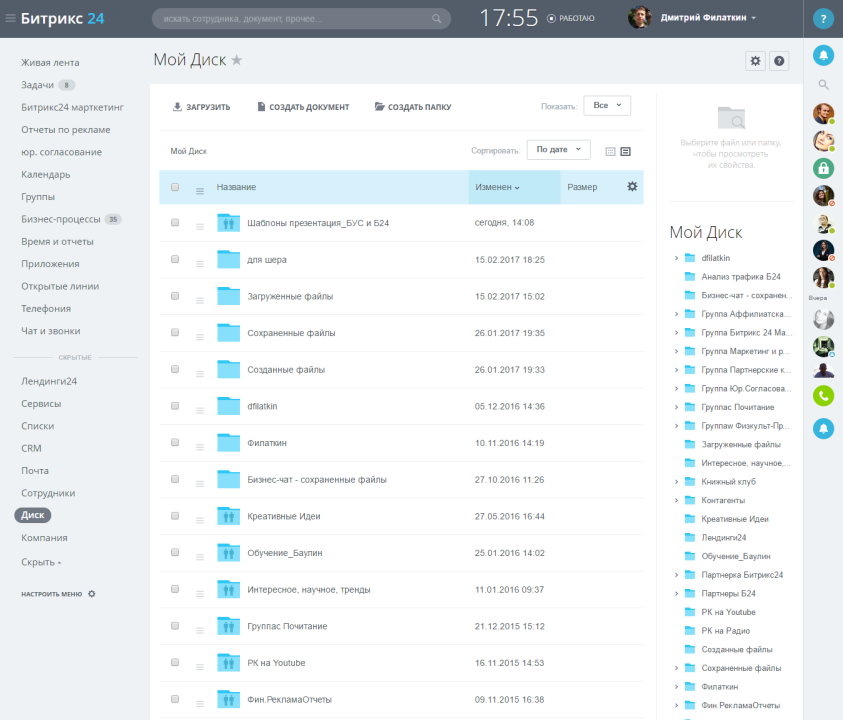 Битрикс 24
искать сотрудника, документ, прочее...
17:55
РАБОТАЮ
Дмитрий Филаткин
?
Живая лента
Задачи 8
Битрикс24 марткетинг
Отчеты по рекламе
юр. согласование
Календарь
Группы
Бизнес-процессы 35
Время и отчеты
Приложения
Открытые линии
Телефония
Чат и звонки
СКРЫТЫЕ
Лендинги24
Сервисы
Списки
CRM
Почта
Сотрудники
Диск
Компания
Скрыть
НАСТРОИТЬ МЕНЮ
Мой Диск
?
ЗАГРУЗИТЬ
СОЗДАТЬ ДОКУМЕНТ
СОЗДАТЬ ПАПКУ
Показать: Все
Мой Диск
Сортировать: По дате
Название Изменен Размер
Шаблоны презентация_БУС и Б24 сегодня, 14:08
для шера 15.02.2017 18:25
Загруженные файлы 15.02.2017 15:02
Сохраненные файлы 26.01.2017 19:35
Созданные файлы 26.01.2017 19:33
dfilatkin 05.12.2016 14:36
Филаткин 10.11.2016 14:19
Бизнес-чат - сохраненные файлы 27.10.2016 11:26
Креативные Идеи 27.05.2016 16:44
Обучение_Баулин 25.01.2016 14:02
Интересное, научное, тренды 11.01.2016 09:37
Группас Почитание 21.12.2015 15:12
РК на Youtube 16.11.2015 14:53
Фин.РекламаОтчеты 09.11.2015 16:38
Выберите файл или папку,
чтобы просмотреть
их свойства.
Мой Диск
dfilatkin
Анализ трафика Б24
Бизнес-чат - сохранен...
Группа Аффилиатска...
Группа Битрикс 24 Ма...
Группа Маркетинг и р...
Группа Партнерские к...
Группа Юр.Согласова...
Группас Почитание
Группаw Физкульт-Пр...
Загруженные файлы
Интересное, научное,...
Книжный клуб
Контагенты
Креативные Идеи
Лендинги24
Обучение_Баулин
Партнерка Битрикс24
Партнеры Б24
РК на Youtube
РК на Радио
Созданные файлы
Сохраненные файлы
Филаткин
Фин.РекламаОтчеты
Вчера